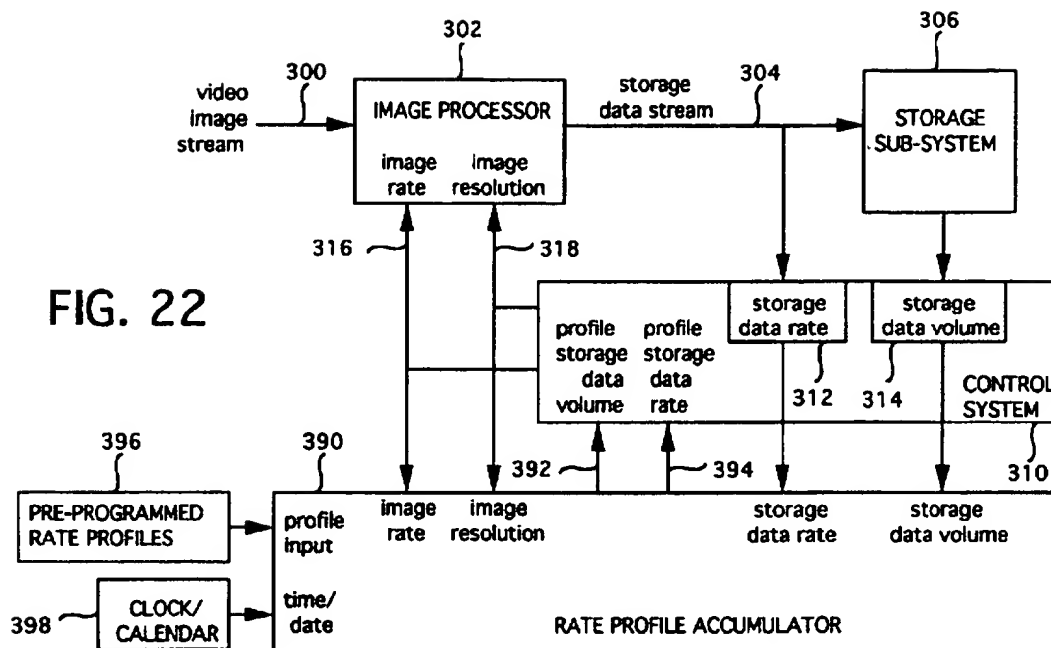 302
306
300
304
video
image
stream
IMAGE PROCESSOR
image
rate
image
resolution
storage
data stream
STORAGE
SUB-SYSTEM
316
318
FIG. 22
profile
storage
data
volume
profile
storage
data
rate
storage
data rate
storage
data volume
312
314
CONTROL
SYSTEM
310
396
390
392
394
PRE-PROGRAMMED
RATE PROFILES
profile
input
image
rate
image
resolution
storage
data rate
storage
data volume
398
CLOCK/
CALENDAR
time/
date
RATE PROFILE ACCUMULATOR